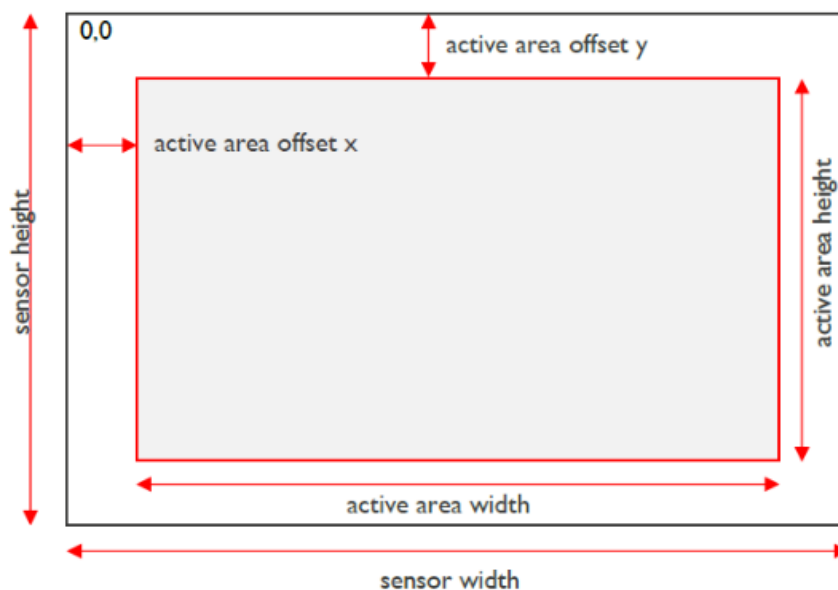 0,0
active area offset y
active area offset x
sensor height
active area height
active area width
sensor width